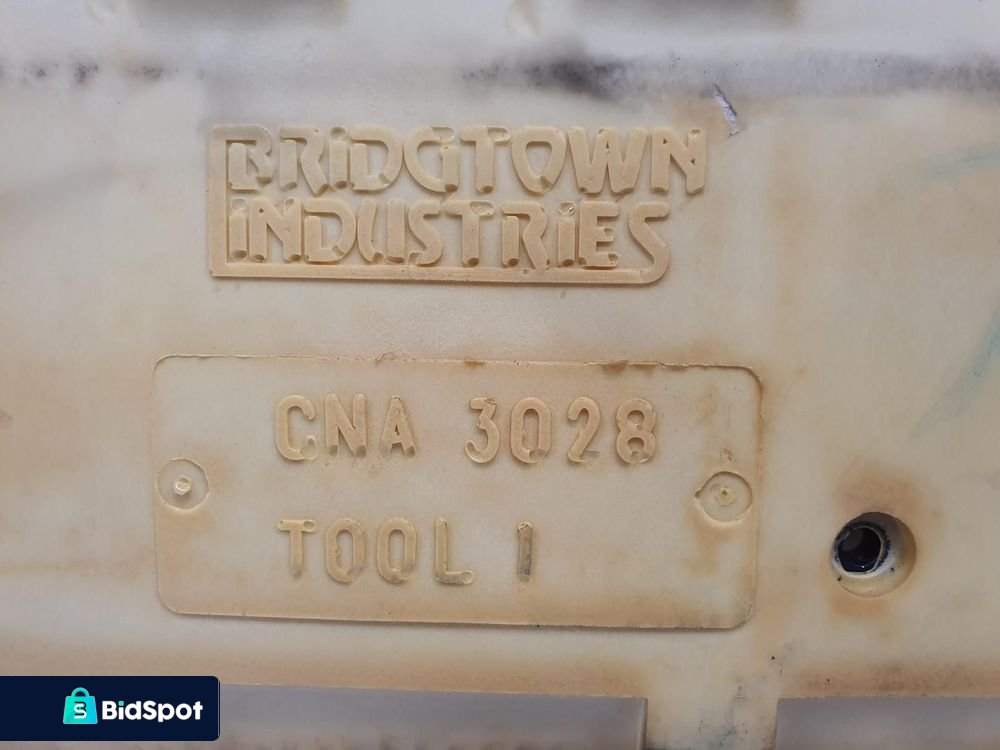 BRIDGTOWN
INDUSTRIES
CNA 3028
TOOL 1
BidSpot